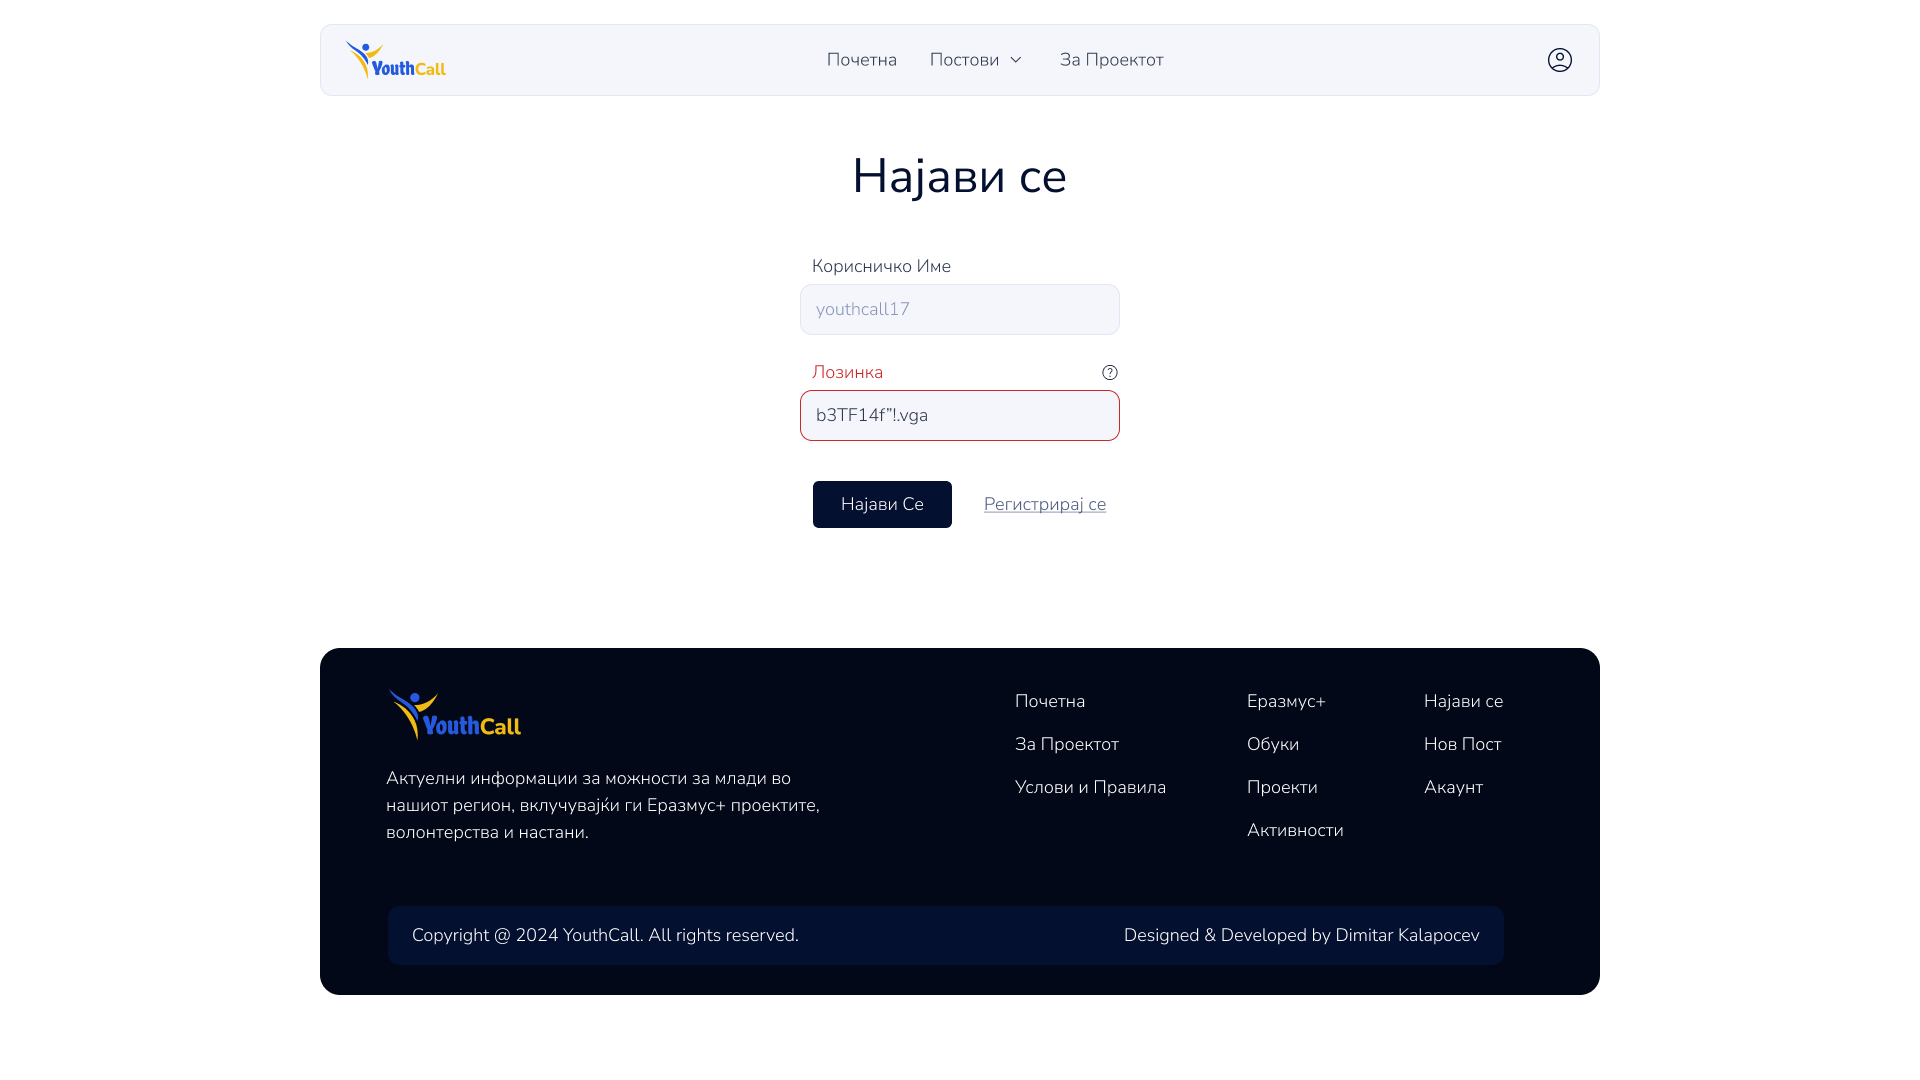 YouthCall
Почетна
Постови
За Проектот
Најави се
Корисничко Име
youthcall17
Лозинка
?
b3TF14f”!.vga
Најави Се
Регистрирај се
YouthCall
Актуелни информации за можности за млади во
нашиот регион, вклучувајќи ги Еразмус+ проектите,
волонтерства и настани.
Почетна
За Проектот
Услови и Правила
Еразмус+
Обуки
Проекти
Активности
Најави се
Нов Пост
Акаунт
Copyright @ 2024 YouthCall. All rights reserved.
Designed & Developed by Dimitar Kalapocev